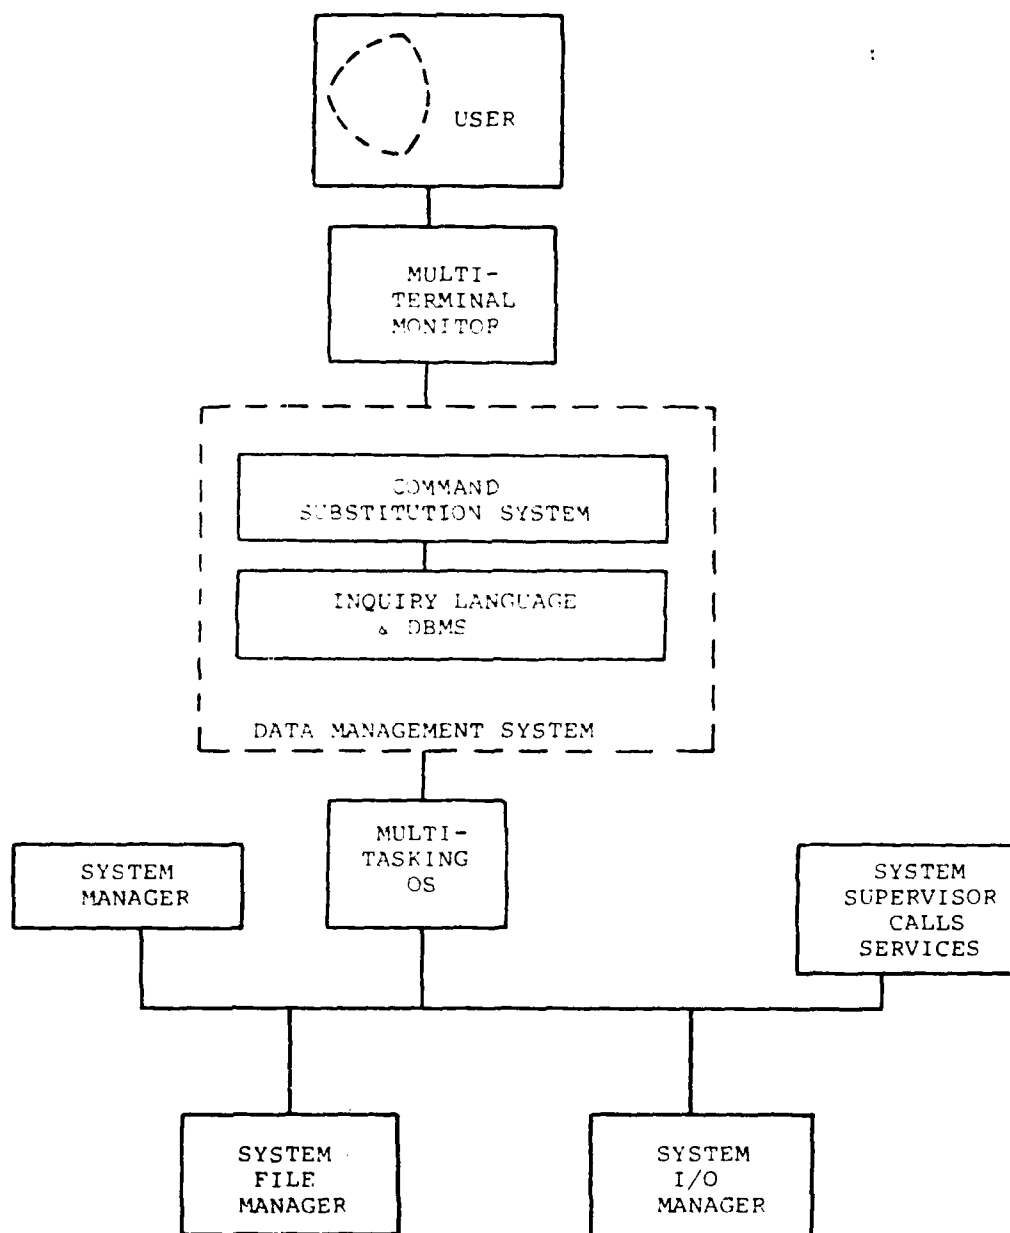 USER
MULTI-
TERMINAL
MONITOR
COMMAND
SUBSTITUTION SYSTEM
INQUIRY LANGUAGE
& DBMS
DATA MANAGEMENT SYSTEM
MULTI-
TASKING
OS
SYSTEM
MANAGER
SYSTEM
SUPERVISOR
CALLS
SERVICES
SYSTEM
FILE
MANAGER
SYSTEM
I/O
MANAGER